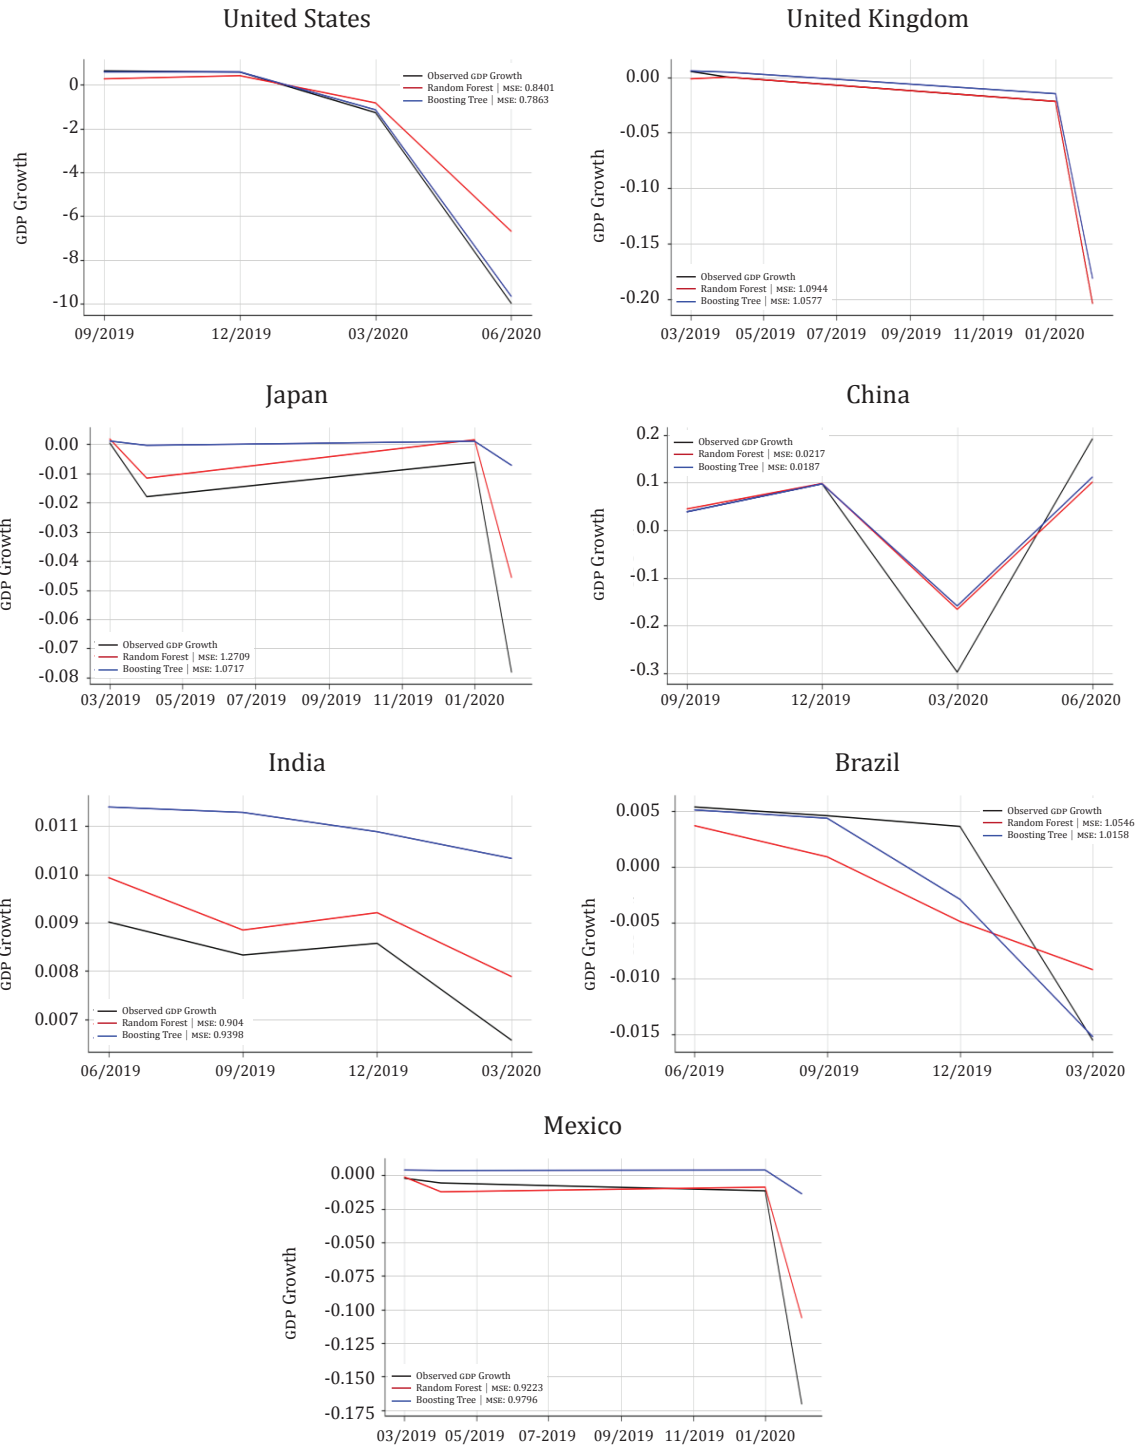 United States
GDP Growth
0
-2
-4
-6
-8
-10
09/2019 12/2019 03/2020 06/2020
Observed GDP Growth
Random Forest | MSE: 0.8401
Boosting Tree | MSE: 0.7863
United Kingdom
GDP Growth
0.00
-0.05
-0.10
-0.15
-0.20
Observed GDP Growth
Random Forest | MSE: 1.0944
Boosting Tree | MSE: 1.0577
03/2019 05/2019 07/2019 09/2019 11/2019 01/2020
Japan
GDP Growth
0.00
-0.01
-0.02
-0.03
-0.04
-0.05
-0.06
-0.07
-0.08
Observed GDP Growth
Random Forest | MSE: 1.2709
Boosting Tree | MSE: 1.0717
03/2019 05/2019 07/2019 09/2019 11/2019 01/2020
China
GDP Growth
0.2
0.1
0.0
-0.1
-0.2
-0.3
Observed GDP Growth
Random Forest | MSE: 0.0217
Boosting Tree | MSE: 0.0187
09/2019 12/2019 03/2020 06/2020
India
GDP Growth
0.011
0.010
0.009
0.008
0.007
Observed GDP Growth
Random Forest | MSE: 0.904
Boosting Tree | MSE: 0.9398
06/2019 09/2019 12/2019 03/2020
Brazil
GDP Growth
0.005
0.000
-0.005
-0.010
-0.015
Observed GDP Growth
Random Forest | MSE: 1.0546
Boosting Tree | MSE: 1.0158
06/2019 09/2019 12/2019 03/2020
Mexico
GDP Growth
0.000
-0.025
-0.050
-0.075
-0.100
-0.125
-0.150
-0.175
Observed GDP Growth
Random Forest | MSE: 0.9223
Boosting Tree | MSE: 0.9796
03/2019 05/2019 07-2019 09/2019 11/2019 01/2020